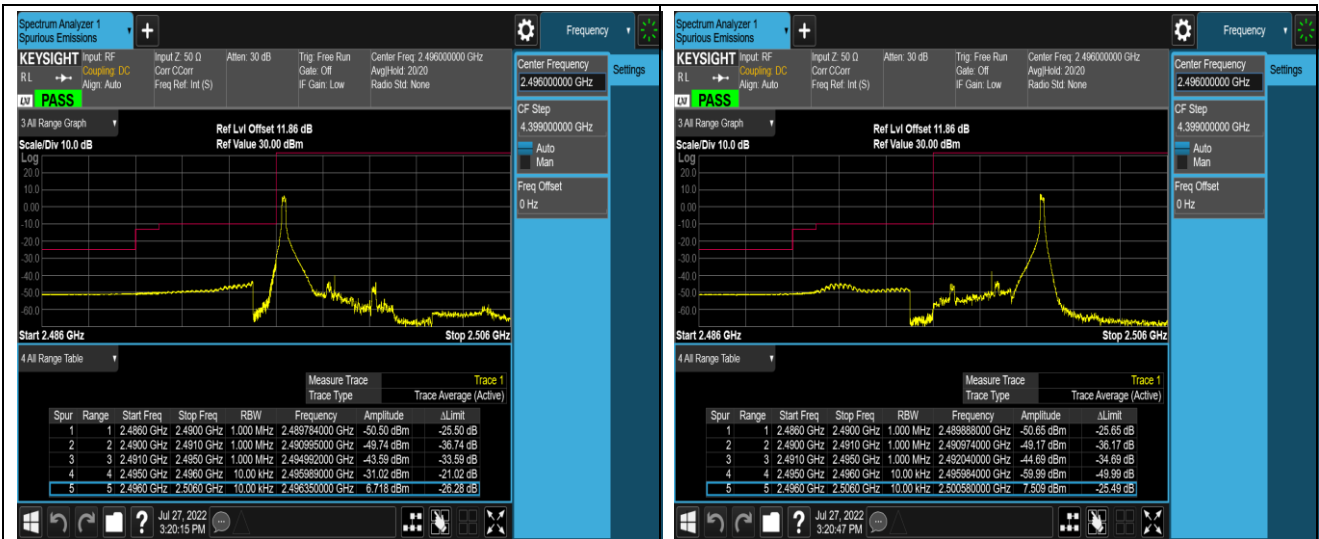 Spectrum Analyzer 1
Spurious Emissions
Frequency
KEYSIGHT
Input: RF
Coupling: DC
Align: Auto
Input Z: 50 Ω
Corr CCorr
Freq Ref: Int (S)
Atten: 30 dB
Trig: Free Run
Gate: Off
IF Gain: Low
Center Freq: 2.496000000 GHz
Avg|Hold: 20/20
Radio Std: None
RL
LXI
PASS
Center Frequency
2.496000000 GHz
Settings
CF Step
4.399000000 GHz
Auto
Man
Freq Offset
0 Hz
3 All Range Graph
Ref Lvl Offset 11.86 dB
Scale/Div 10.0 dB
Ref Value 30.00 dBm
Log
20.0
10.0
0.00
-10.0
-20.0
-30.0
-40.0
-50.0
-60.0
Start 2.486 GHz
Stop 2.506 GHz
4 All Range Table
Measure Trace Trace 1
Trace Type Trace Average (Active)
Spur Range Start Freq Stop Freq RBW Frequency Amplitude ΔLimit
1 1 2.4860 GHz 2.4900 GHz 1.000 MHz 2.489784000 GHz -50.50 dBm -25.50 dB
2 2 2.4900 GHz 2.4910 GHz 1.000 MHz 2.490995000 GHz -49.74 dBm -36.74 dB
3 3 2.4910 GHz 2.4950 GHz 1.000 MHz 2.494992000 GHz -43.59 dBm -33.59 dB
4 4 2.4950 GHz 2.4960 GHz 10.00 kHz 2.495989000 GHz -31.02 dBm -21.02 dB
5 5 2.4960 GHz 2.5060 GHz 10.00 kHz 2.496350000 GHz 6.718 dBm -26.28 dB
?
Jul 27, 2022
3:20:15 PM
Spectrum Analyzer 1
Spurious Emissions
Frequency
KEYSIGHT
Input: RF
Coupling: DC
Align: Auto
Input Z: 50 Ω
Corr CCorr
Freq Ref: Int (S)
Atten: 30 dB
Trig: Free Run
Gate: Off
IF Gain: Low
Center Freq: 2.496000000 GHz
Avg|Hold: 20/20
Radio Std: None
RL
LXI
PASS
Center Frequency
2.496000000 GHz
Settings
CF Step
4.399000000 GHz
Auto
Man
Freq Offset
0 Hz
3 All Range Graph
Ref Lvl Offset 11.86 dB
Scale/Div 10.0 dB
Ref Value 30.00 dBm
Log
20.0
10.0
0.00
-10.0
-20.0
-30.0
-40.0
-50.0
-60.0
Start 2.486 GHz
Stop 2.506 GHz
4 All Range Table
Measure Trace Trace 1
Trace Type Trace Average (Active)
Spur Range Start Freq Stop Freq RBW Frequency Amplitude ΔLimit
1 1 2.4860 GHz 2.4900 GHz 1.000 MHz 2.489888000 GHz -50.65 dBm -25.65 dB
2 2 2.4900 GHz 2.4910 GHz 1.000 MHz 2.490974000 GHz -49.17 dBm -36.17 dB
3 3 2.4910 GHz 2.4950 GHz 1.000 MHz 2.492040000 GHz -44.69 dBm -34.69 dB
4 4 2.4950 GHz 2.4960 GHz 10.00 kHz 2.495984000 GHz -59.99 dBm -49.99 dB
5 5 2.4960 GHz 2.5060 GHz 10.00 kHz 2.500580000 GHz 7.509 dBm -25.49 dB
?
Jul 27, 2022
3:20:47 PM